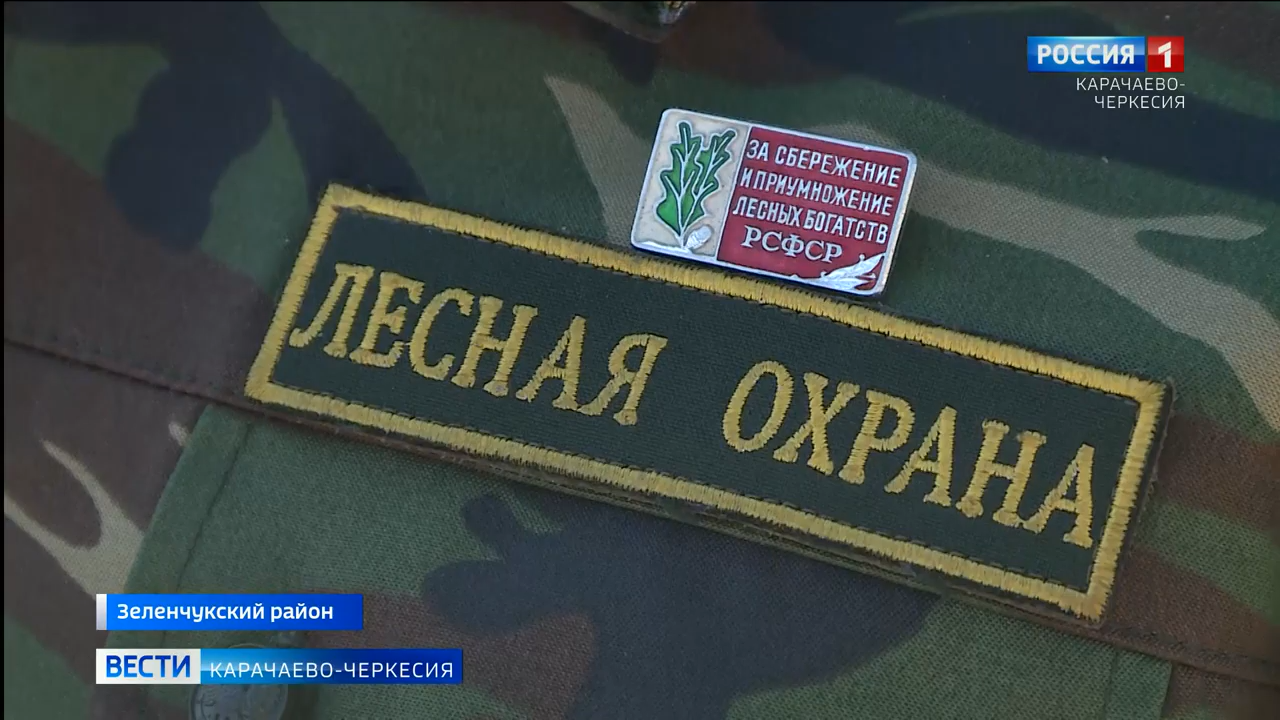 РОССИЯ 1
КАРАЧАЕВО-
ЧЕРКЕСИЯ
ЗА СБЕРЕЖЕНИЕ
И ПРИУМНОЖЕНИЕ
ЛЕСНЫХ БОГАТСТВ
РСФСР
ЛЕСНАЯ ОХРАНА
Зеленчукский район
ВЕСТИ КАРАЧАЕВО-ЧЕРКЕСИЯ